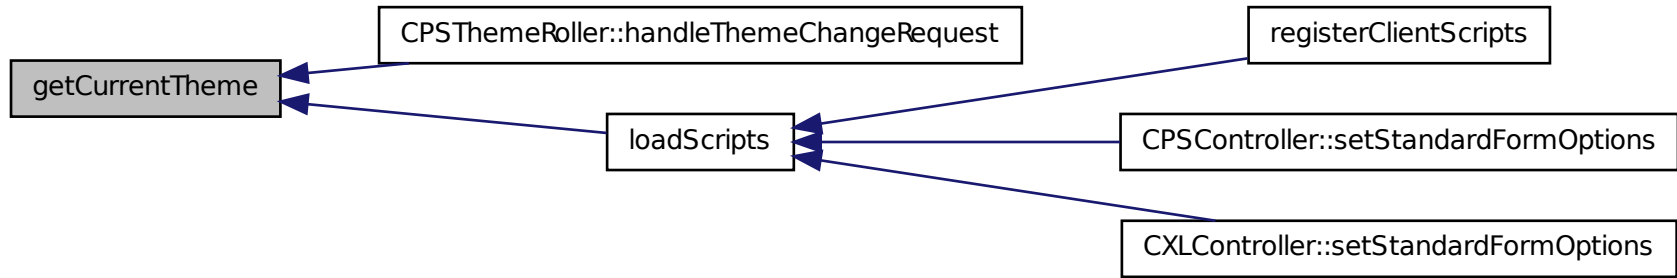 CPSThemeRoller::handleThemeChangeRequest
registerClientScripts
getCurrentTheme
loadScripts
CPSController::setStandardFormOptions
CXLController::setStandardFormOptions